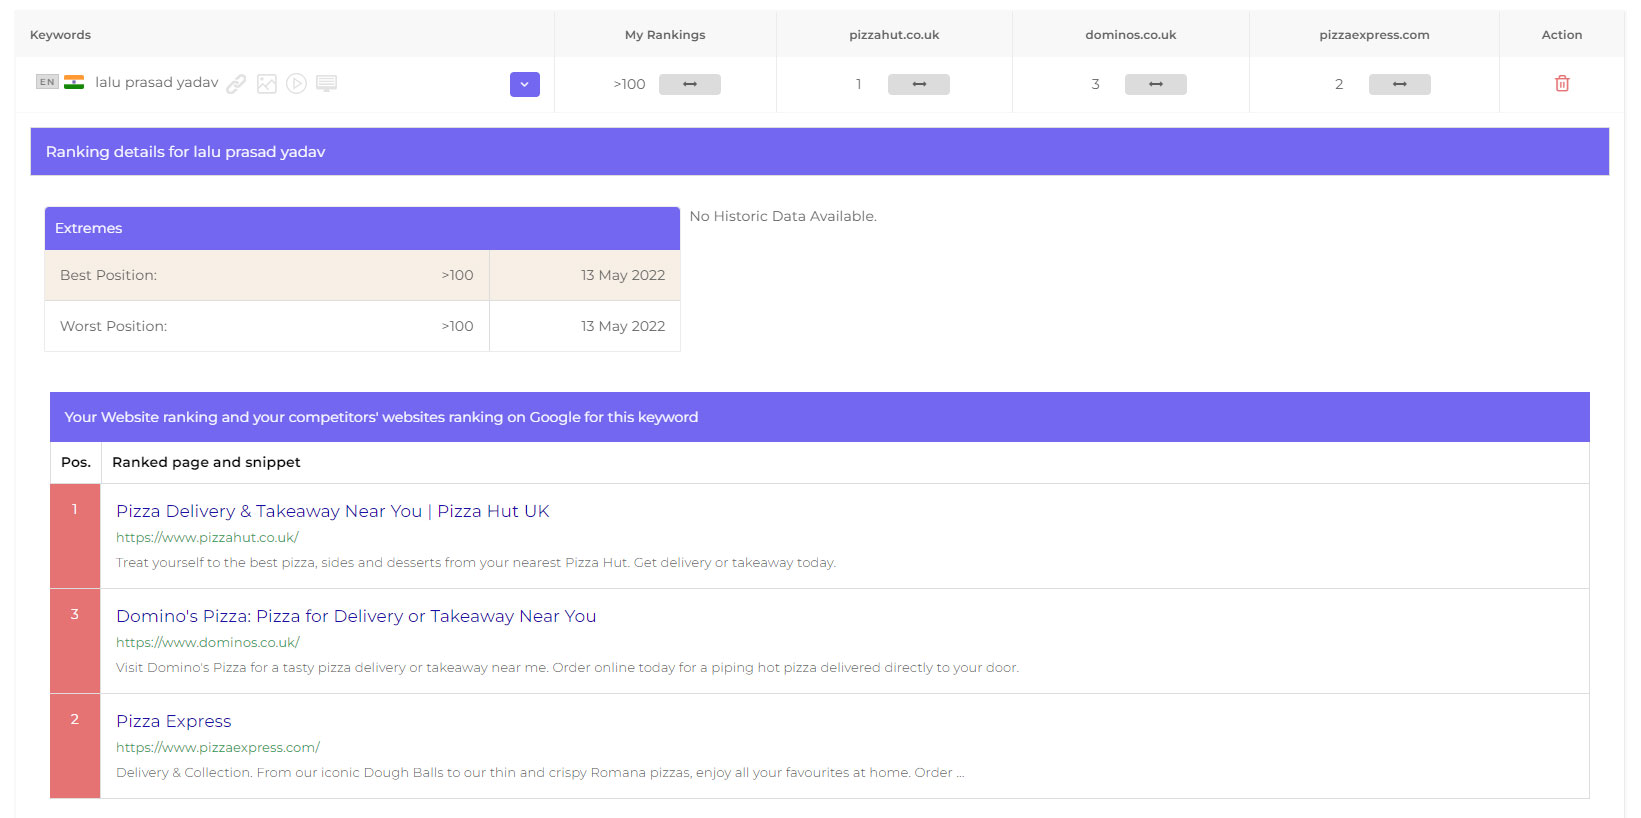 Keywords My Rankings pizzahut.co.uk dominos.co.uk pizzaexpress.com Action
EN lalu prasad yadav >100 1 3 2
Ranking details for lalu prasad yadav
Extremes
No Historic Data Available.
Best Position: >100 13 May 2022
Worst Position: >100 13 May 2022
Your Website ranking and your competitors' websites ranking on Google for this keyword
Pos. Ranked page and snippet
1 Pizza Delivery & Takeaway Near You | Pizza Hut UK
https://www.pizzahut.co.uk/
Treat yourself to the best pizza, sides and desserts from your nearest Pizza Hut. Get delivery or takeaway today.
3 Domino's Pizza: Pizza for Delivery or Takeaway Near You
https://www.dominos.co.uk/
Visit Domino's Pizza for a tasty pizza delivery or takeaway near me. Order online today for a piping hot pizza delivered directly to your door.
2 Pizza Express
https://www.pizzaexpress.com/
Delivery & Collection. From our iconic Dough Balls to our thin and crispy Romana pizzas, enjoy all your favourites at home. Order ...